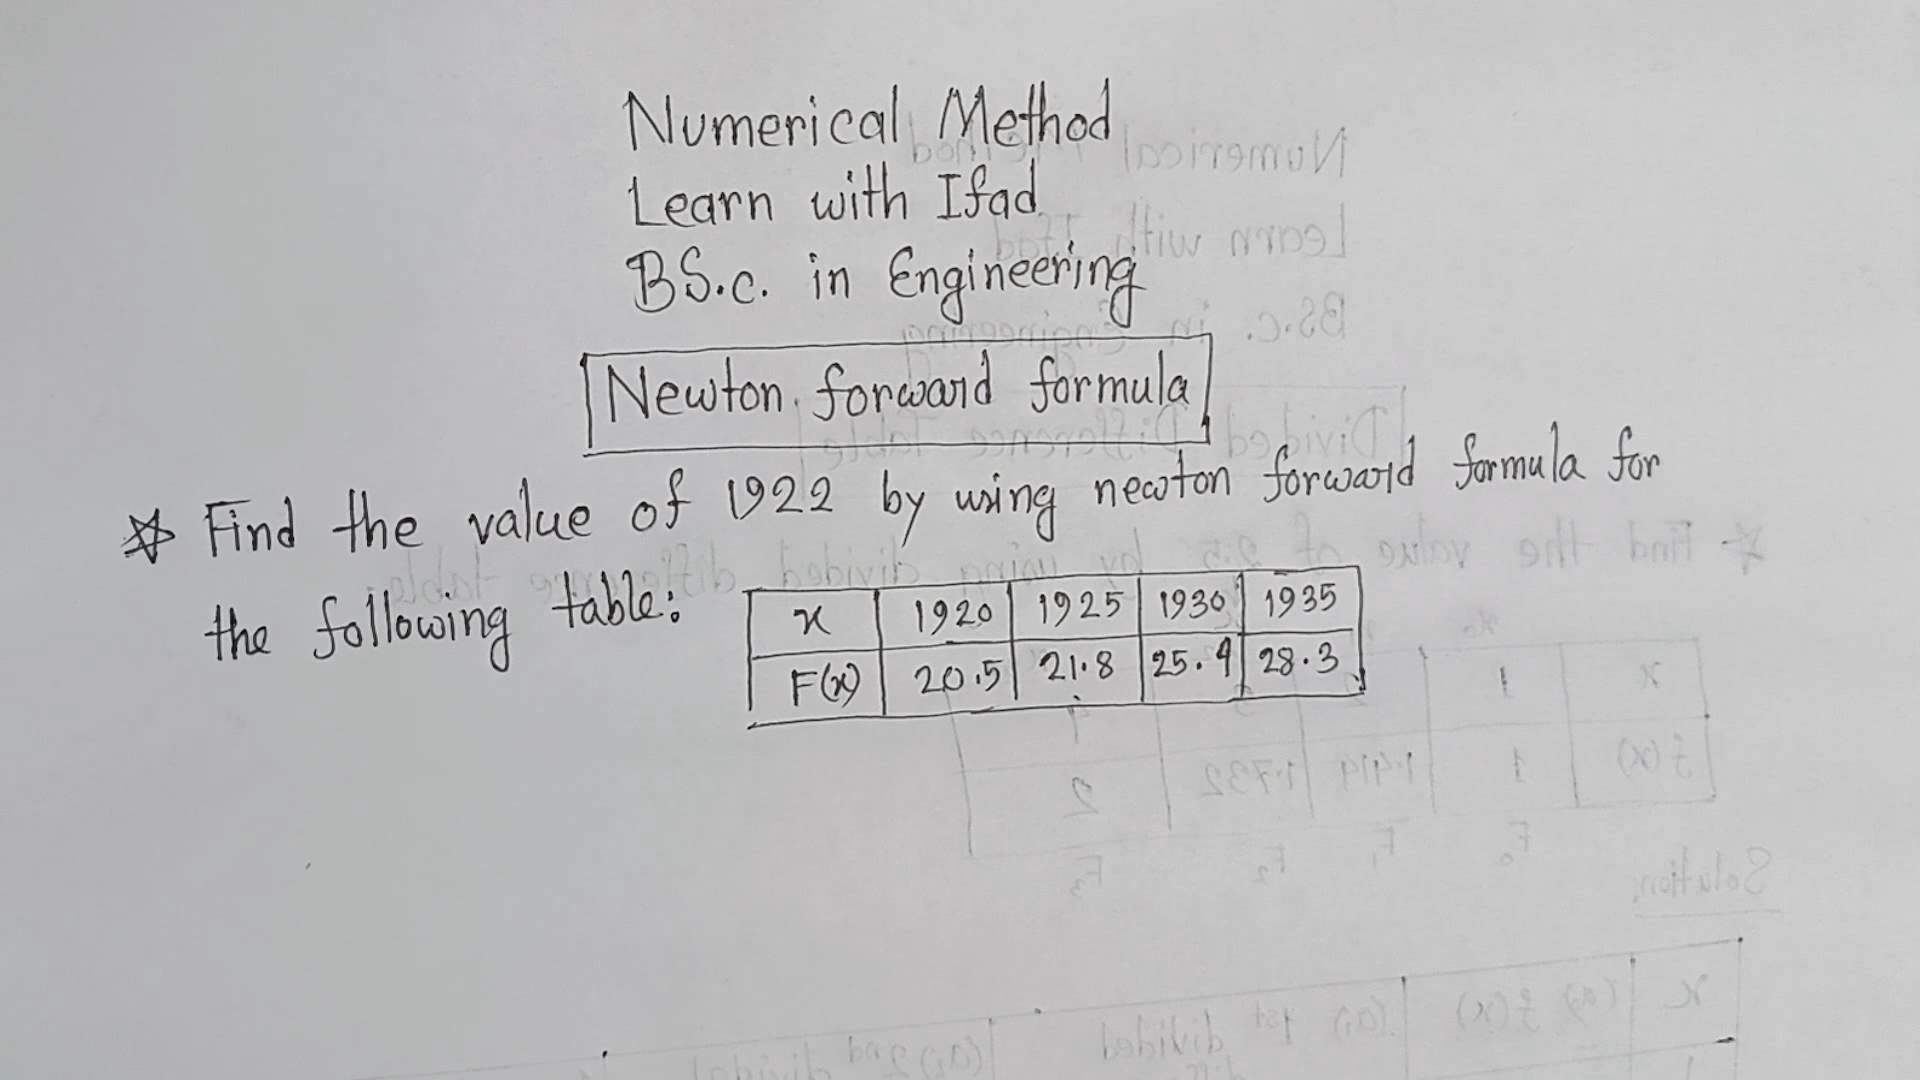 Numerical Method
Learn with Ifad
BS.c. in Engineering
Newton forward formula
Find the value of 1922 by using newton forward formula for
the following table:
x 1920 1925 1930 1935
F(x) 20.5 21.8 25.4 28.3